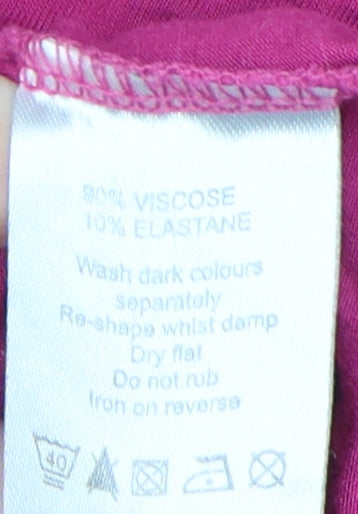 90% VISCOSE
10% ELASTANE
Wash dark colours
separately
Re-shape whist damp
Dry flat
Do not rub
Iron on reverse
40